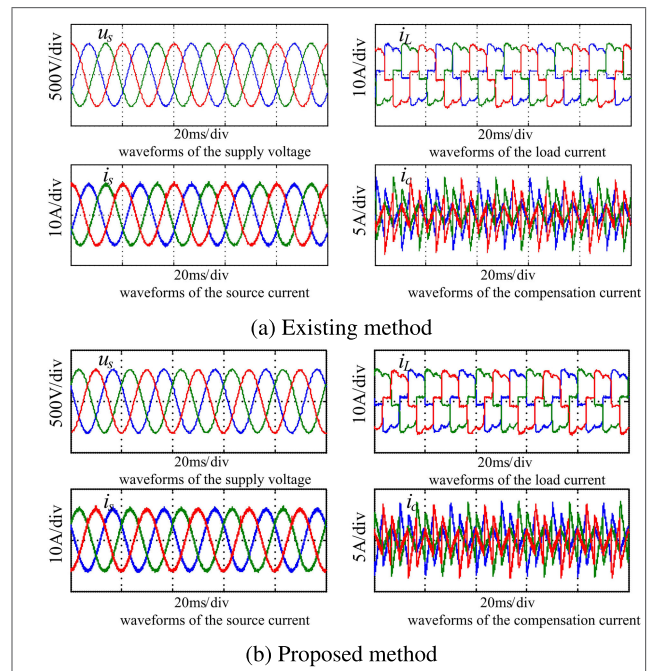 u_s
500V/div
20ms/div
waveforms of the supply voltage
i_L
10A/div
20ms/div
waveforms of the load current
i_s
10A/div
20ms/div
waveforms of the source current
i_c
5A/div
20ms/div
waveforms of the compensation current
(a) Existing method
u_s
500V/div
20ms/div
waveforms of the supply voltage
i_L
10A/div
20ms/div
waveforms of the load current
i_s
10A/div
20ms/div
waveforms of the source current
i_c
5A/div
20ms/div
waveforms of the compensation current
(b) Proposed method